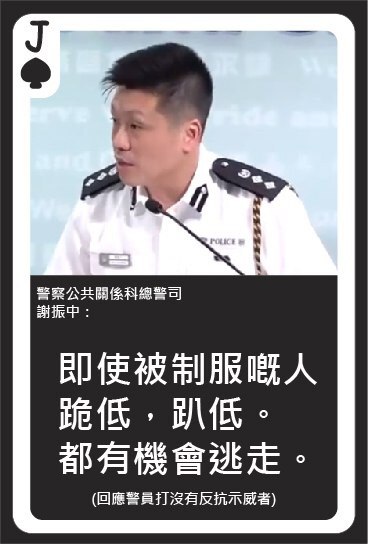 J
POLICE
警察公共關係科總警司
謝振中：
即使被制服嘅人
跪低，趴低。
都有機會逃走。
(回應警員打沒有反抗示威者)